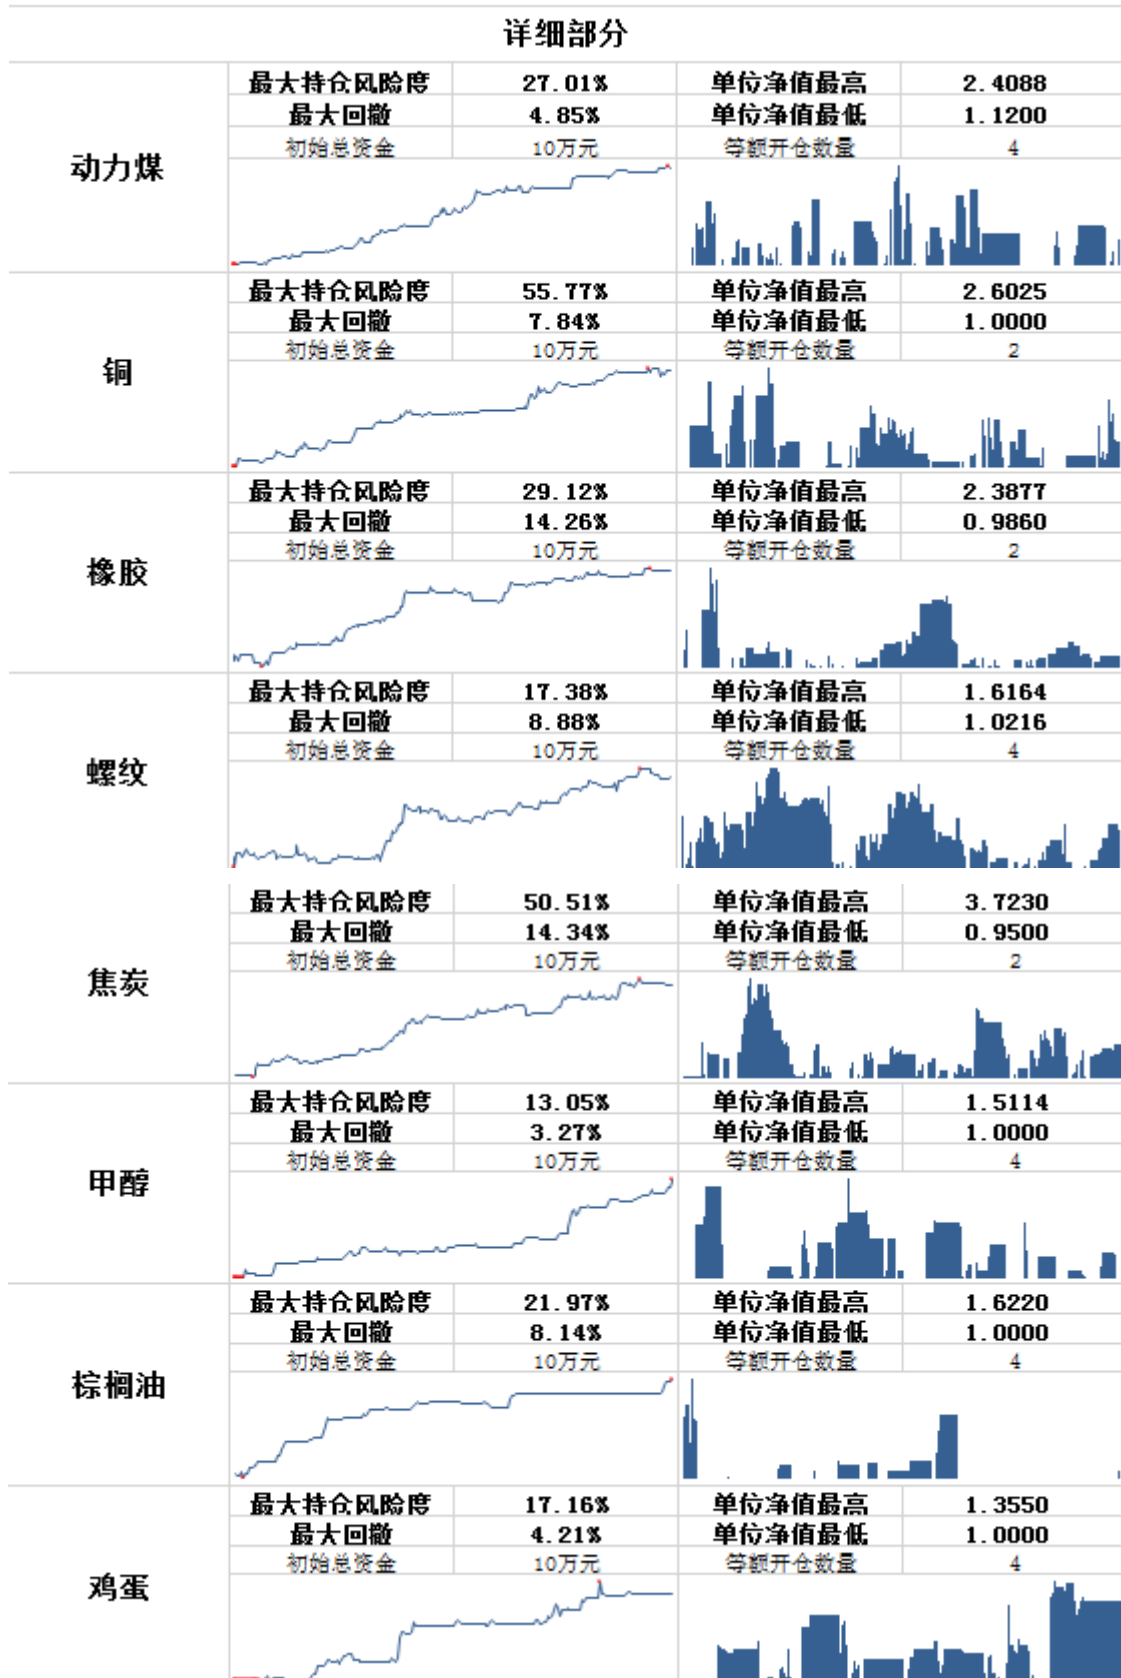 详细部分
动力煤
最大持仓风险度 27.01% 单位净值最高 2.4088
最大回撤 4.85% 单位净值最低 1.1200
初始总资金 10万元 等额开仓数量 4
铜
最大持仓风险度 55.77% 单位净值最高 2.6025
最大回撤 7.84% 单位净值最低 1.0000
初始总资金 10万元 等额开仓数量 2
橡胶
最大持仓风险度 29.12% 单位净值最高 2.3877
最大回撤 14.26% 单位净值最低 0.9860
初始总资金 10万元 等额开仓数量 2
螺纹
最大持仓风险度 17.38% 单位净值最高 1.6164
最大回撤 8.88% 单位净值最低 1.0216
初始总资金 10万元 等额开仓数量 4
焦炭
最大持仓风险度 50.51% 单位净值最高 3.7230
最大回撤 14.34% 单位净值最低 0.9500
初始总资金 10万元 等额开仓数量 2
甲醇
最大持仓风险度 13.05% 单位净值最高 1.5114
最大回撤 3.27% 单位净值最低 1.0000
初始总资金 10万元 等额开仓数量 4
棕榈油
最大持仓风险度 21.97% 单位净值最高 1.6220
最大回撤 8.14% 单位净值最低 1.0000
初始总资金 10万元 等额开仓数量 4
鸡蛋
最大持仓风险度 17.16% 单位净值最高 1.3550
最大回撤 4.21% 单位净值最低 1.0000
初始总资金 10万元 等额开仓数量 4